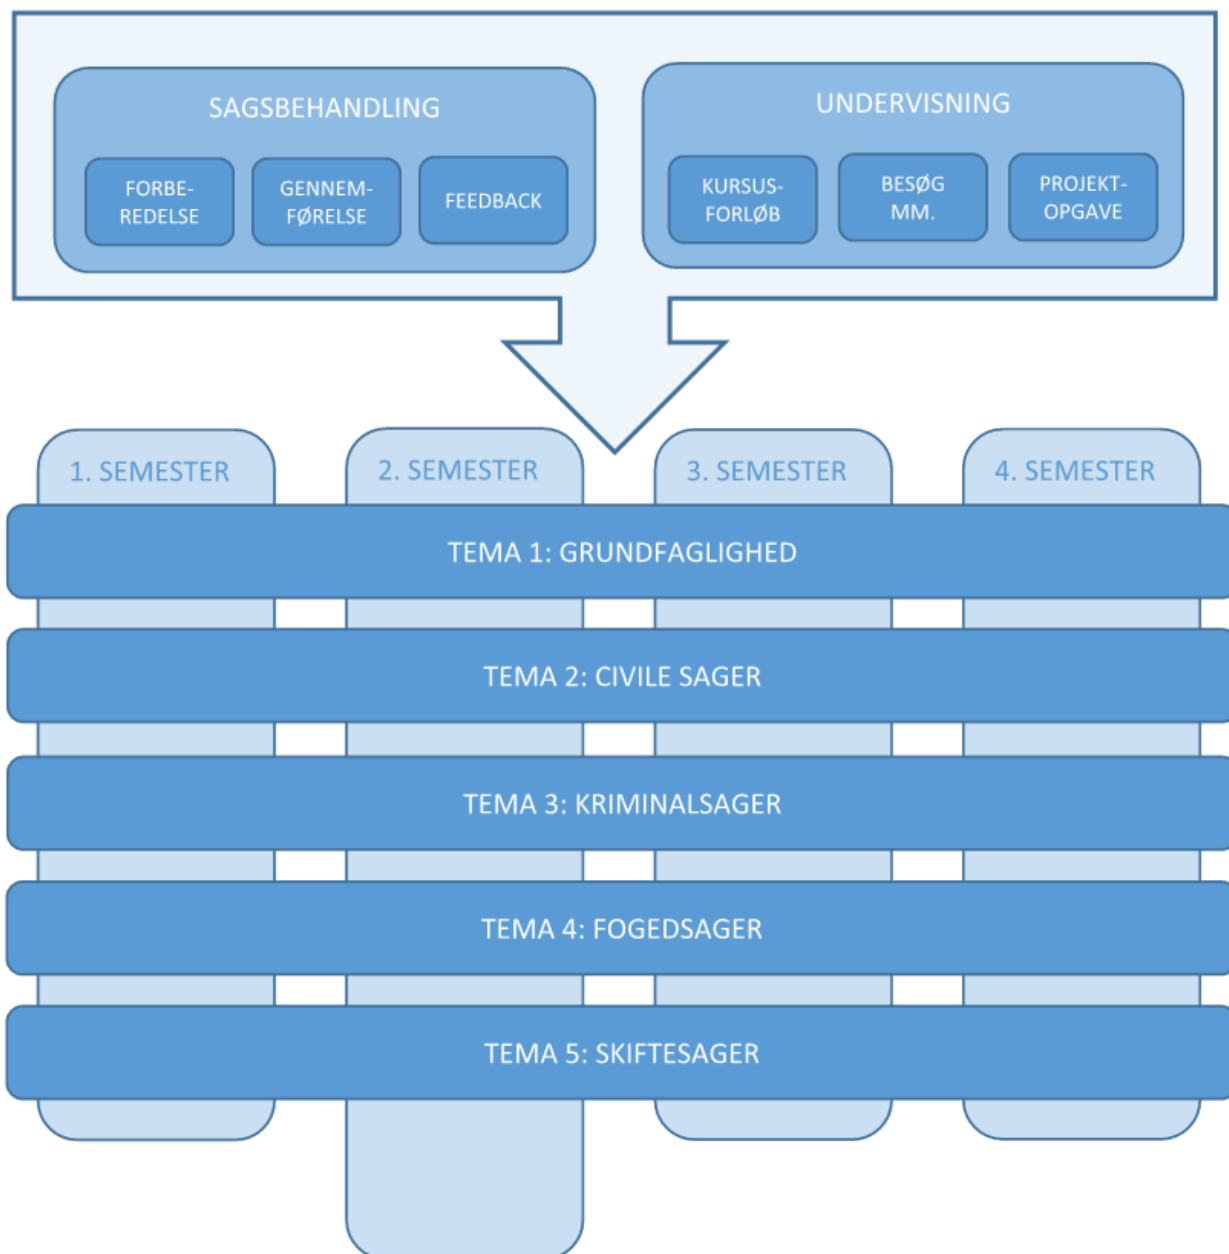 SAGSBEHANDLING
FORBE-
REDELSE
GENNEM-
FØRELSE
FEEDBACK
UNDERVISNING
KURSUS-
FORLØB
BESØG
MM.
PROJEKT-
OPGAVE
1. SEMESTER
2. SEMESTER
3. SEMESTER
4. SEMESTER
TEMA 1: GRUNDFAGLIGHED
TEMA 2: CIVILE SAGER
TEMA 3: KRIMINALSAGER
TEMA 4: FOGEDSAGER
TEMA 5: SKIFTESAGER